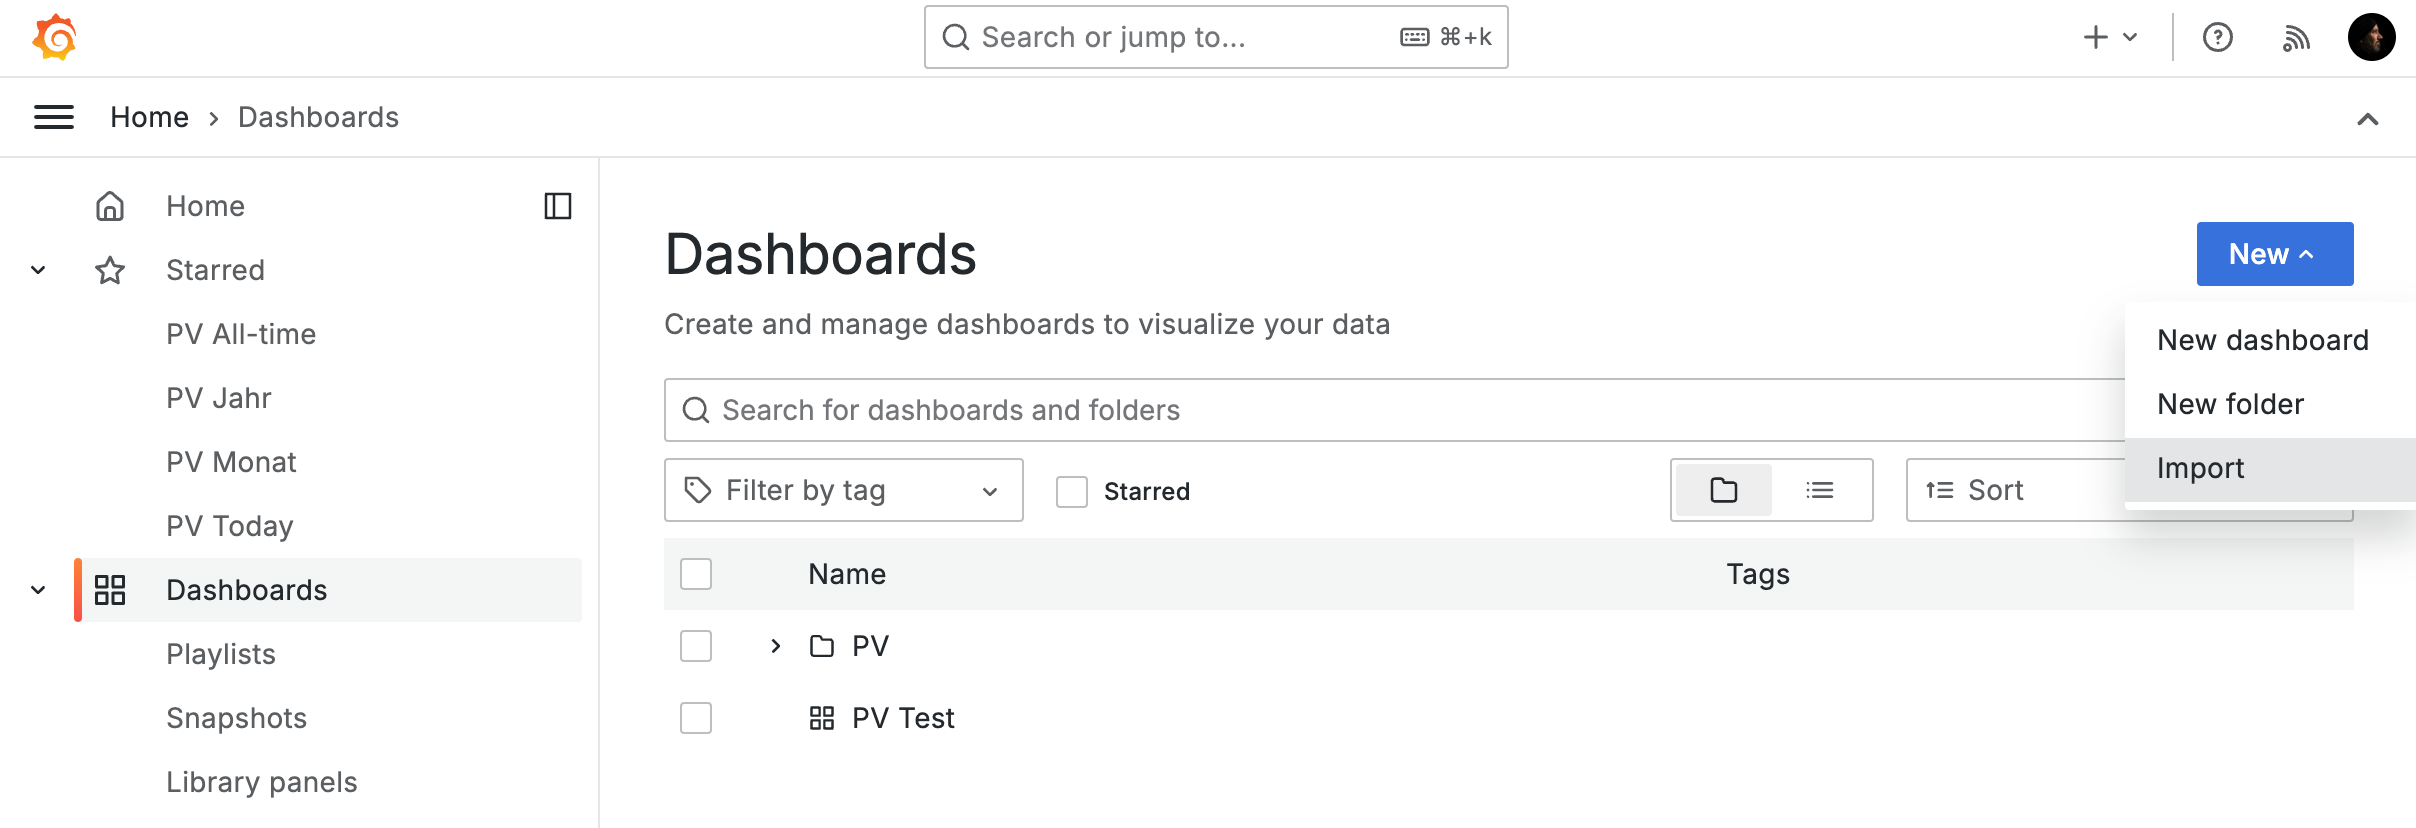 Search or jump to... ⌘+k
Home › Dashboards
Home
Starred
PV All-time
PV Jahr
PV Monat
PV Today
Dashboards
Playlists
Snapshots
Library panels
Dashboards
New
Create and manage dashboards to visualize your data
New dashboard
New folder
Import
Search for dashboards and folders
Filter by tag
Starred
Sort
Name Tags
PV
PV Test